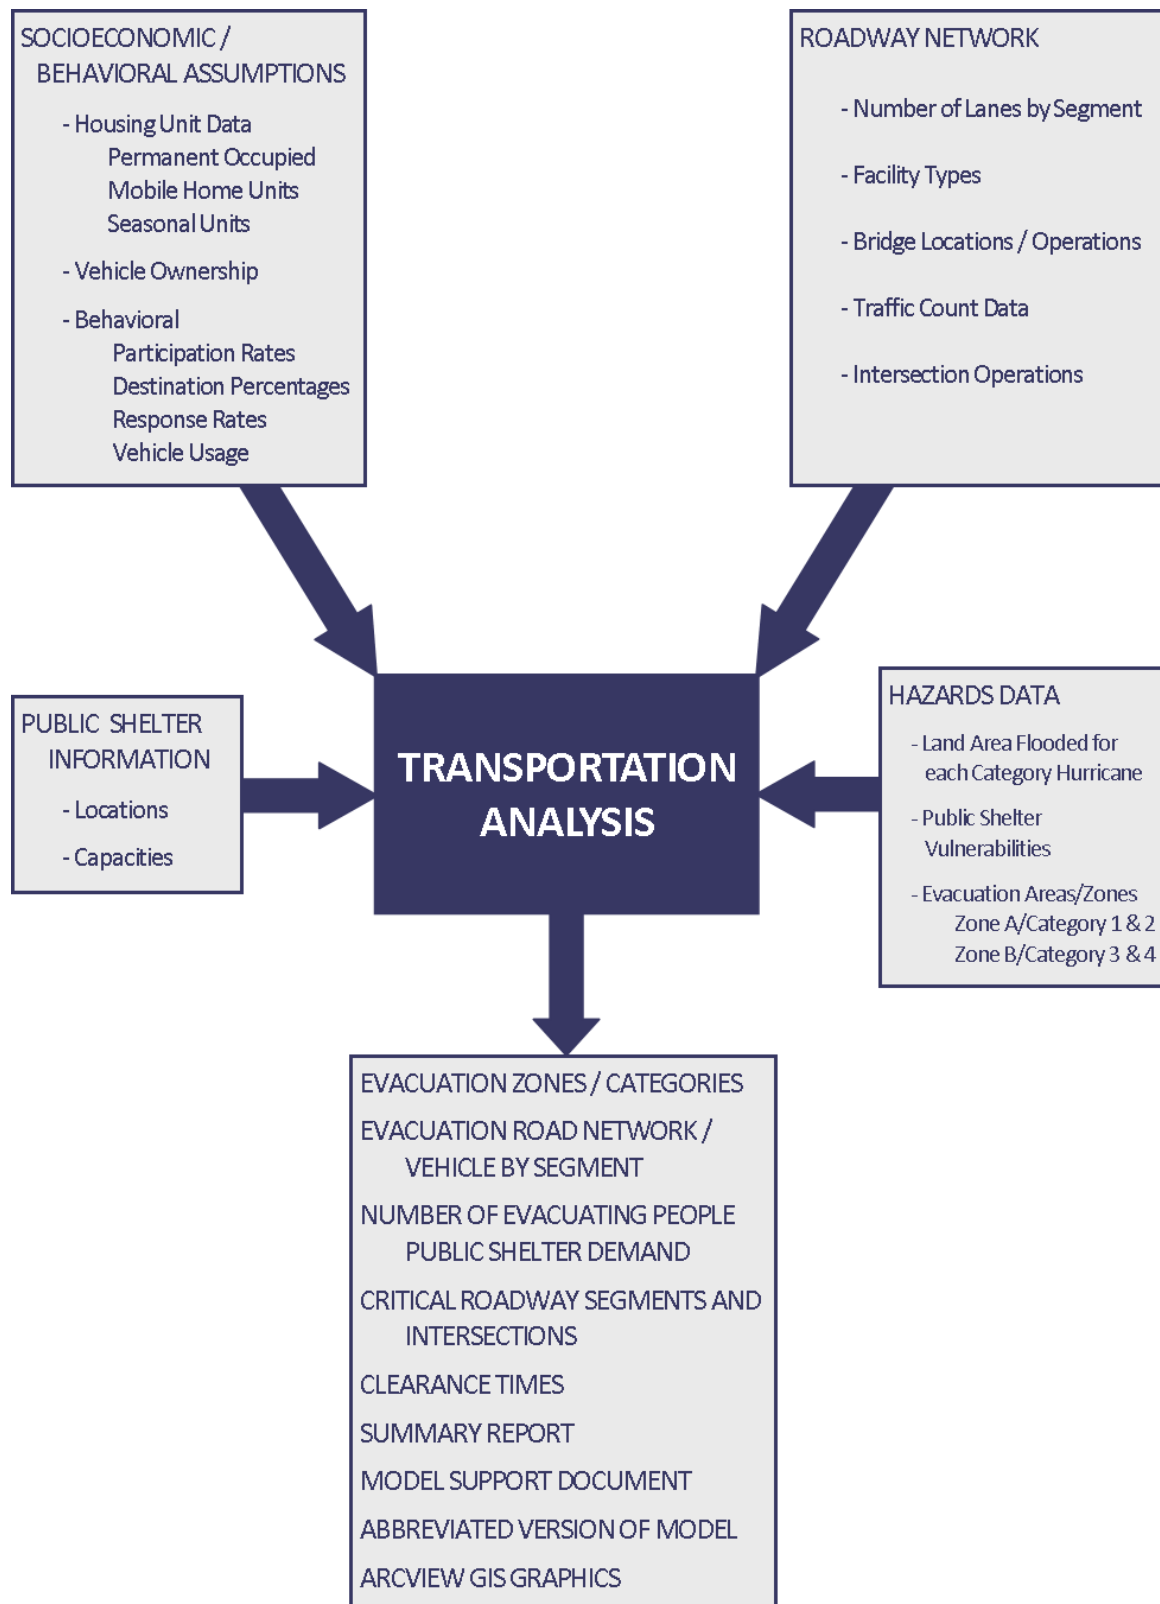 SOCIOECONOMIC /
BEHAVIORAL ASSUMPTIONS
- Housing Unit Data
Permanent Occupied
Mobile Home Units
Seasonal Units
- Vehicle Ownership
- Behavioral
Participation Rates
Destination Percentages
Response Rates
Vehicle Usage
ROADWAY NETWORK
- Number of Lanes by Segment
- Facility Types
- Bridge Locations / Operations
- Traffic Count Data
- Intersection Operations
PUBLIC SHELTER
INFORMATION
- Locations
- Capacities
TRANSPORTATION
ANALYSIS
HAZARDS DATA
- Land Area Flooded for
each Category Hurricane
- Public Shelter
Vulnerabilities
- Evacuation Areas/Zones
Zone A/Category 1 & 2
Zone B/Category 3 & 4
EVACUATION ZONES / CATEGORIES
EVACUATION ROAD NETWORK /
VEHICLE BY SEGMENT
NUMBER OF EVACUATING PEOPLE
PUBLIC SHELTER DEMAND
CRITICAL ROADWAY SEGMENTS AND
INTERSECTIONS
CLEARANCE TIMES
SUMMARY REPORT
MODEL SUPPORT DOCUMENT
ABBREVIATED VERSION OF MODEL
ARCVIEW GIS GRAPHICS